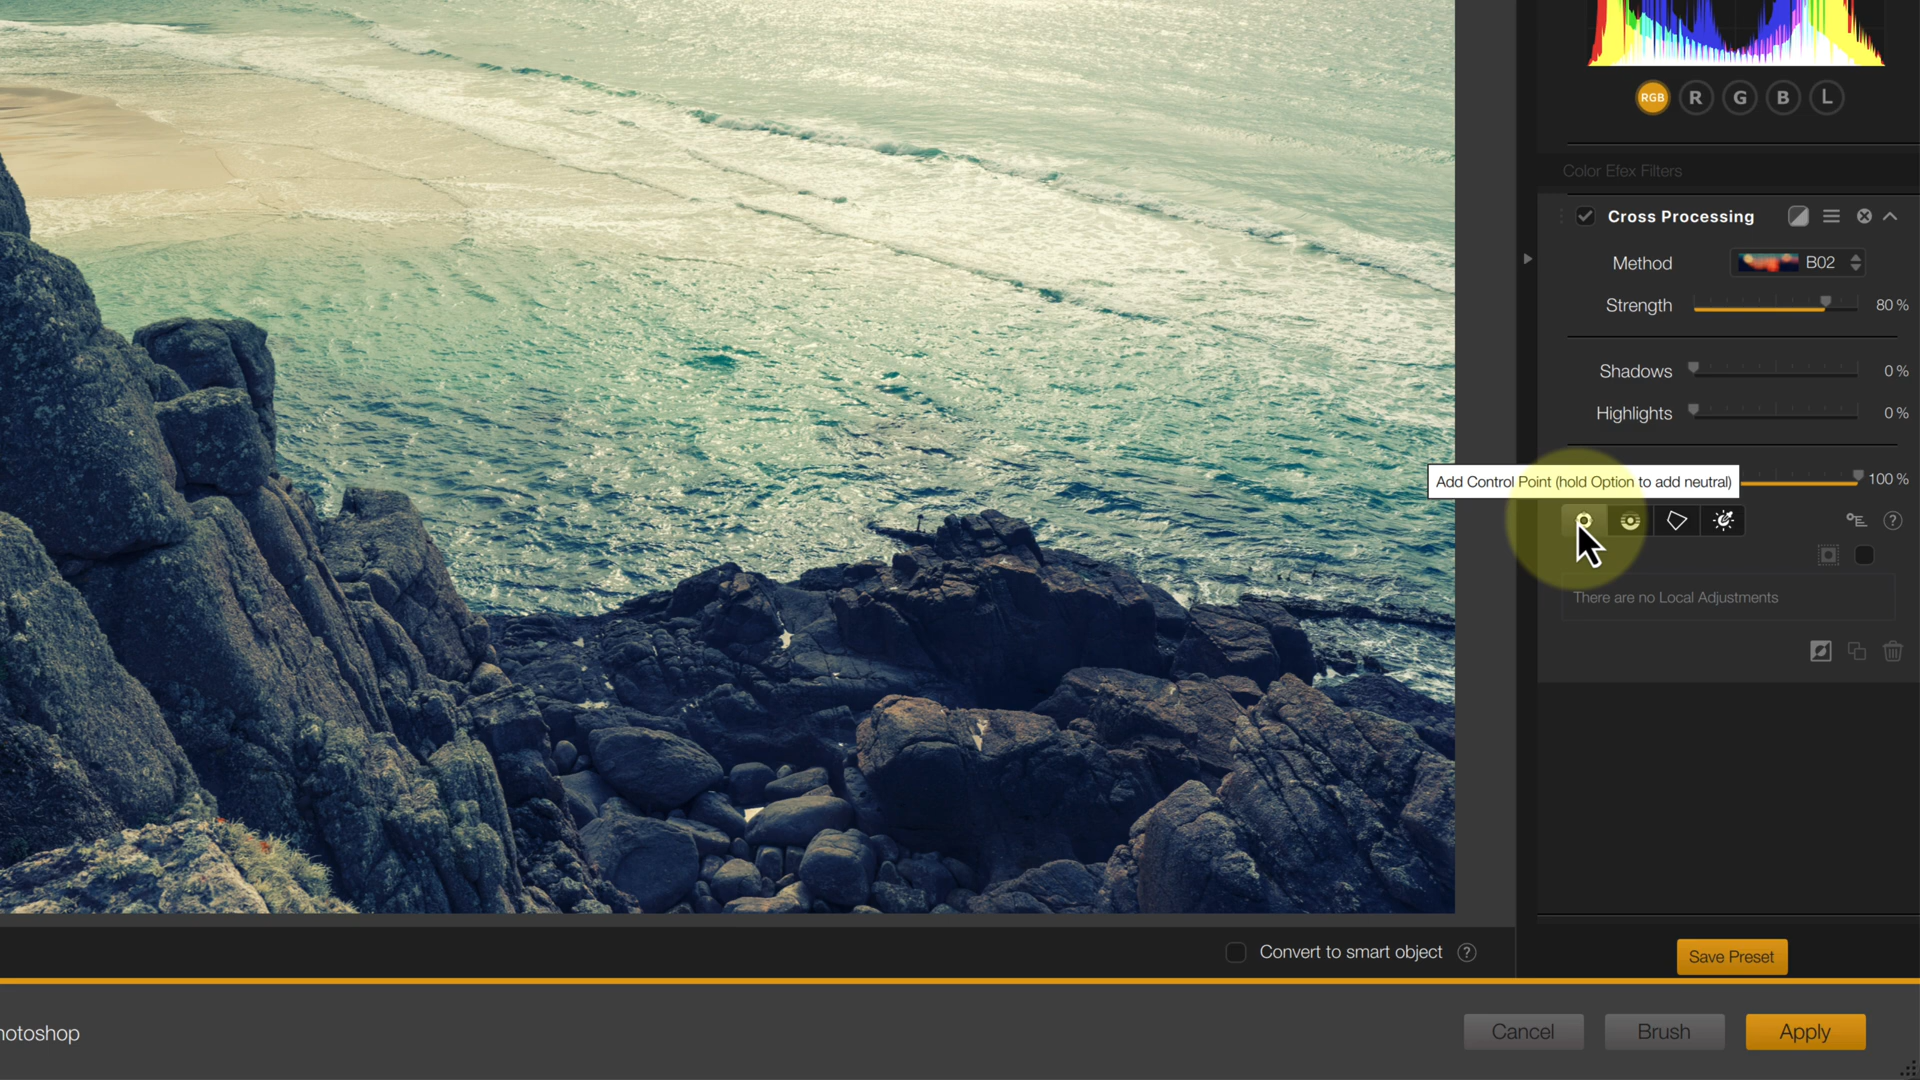 RGB R G B L
Color Efex Filters
Cross Processing
Method B02
Strength 80 %
Shadows 0 %
Highlights 0 %
Add Control Point (hold Option to add neutral) 100 %
?
There are no Local Adjustments
Convert to smart object ?
Save Preset
hotoshop
Cancel Brush Apply